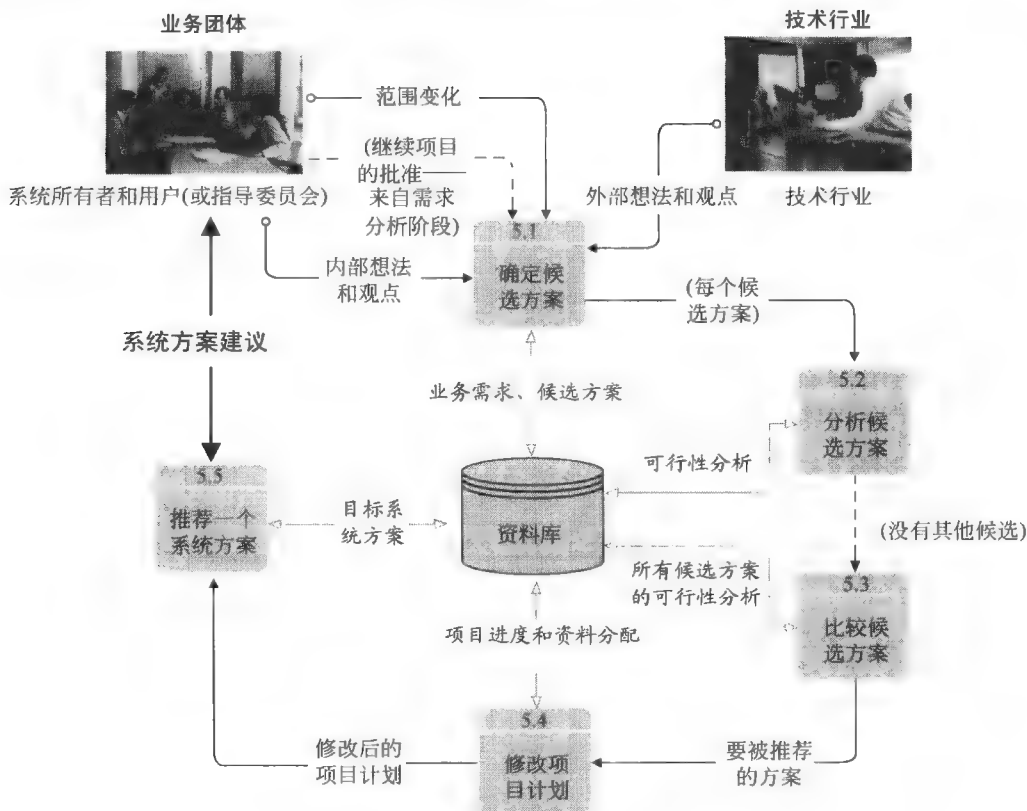 业务团体
技术行业
范围变化
(继续项目
的批准——
来自需求
分析阶段)
系统所有者和用户(或指导委员会)
外部想法和观点
技术行业
5.1
确定候
选方案
内部想法
和观点
(每个候
选方案)
系统方案建议
5.2
分析候
选方案
业务需求、候选方案
可行性分析
5.5
推荐一个
系统方案
目标系
统方案
资料库
(没有其他候选)
所有候选方案
的可行性分析
5.3
比较候
选方案
项目进度和资料分配
5.4
修改项
目计划
修改后的
项目计划
要被推荐
的方案